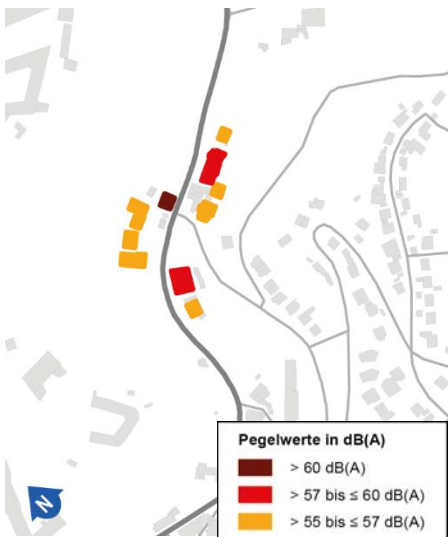 Pegelwerte in dB(A)
> 60 dB(A)
> 57 bis ≤ 60 dB(A)
> 55 bis ≤ 57 dB(A)
N